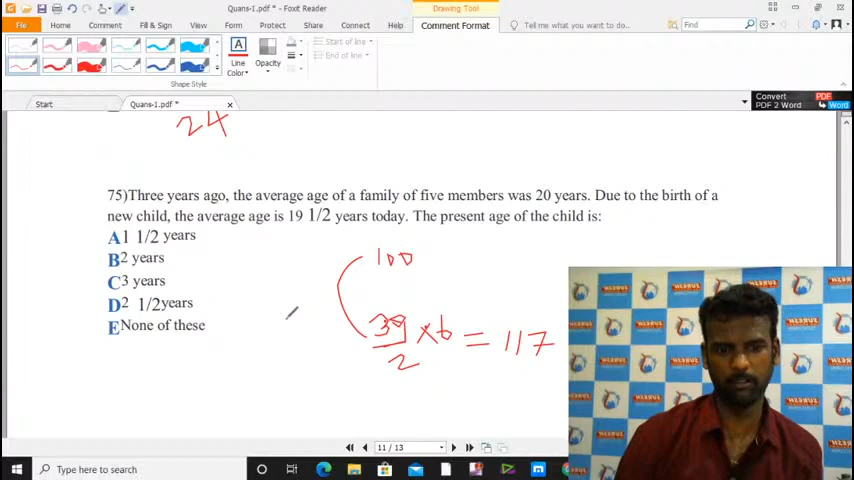 Quans-1.pdf * - Foxit Reader
Drawing Tool
File Home Comment Fill & Sign View Form Protect Share Connect Help Comment Format Tell me what you want to do... Find
Line Color Opacity Start of line
End of line
Shape Style
Start Quans-1.pdf * Convert PDF
PDF 2 Word Word
24
75)Three years ago, the average age of a family of five members was 20 years. Due to the birth of a
new child, the average age is 19 1/2 years today. The present age of the child is:
A1 1/2 years
B2 years
C3 years
D2 1/2years
ENone of these
100
39/2 × 6 = 117
11 / 13
Type here to search